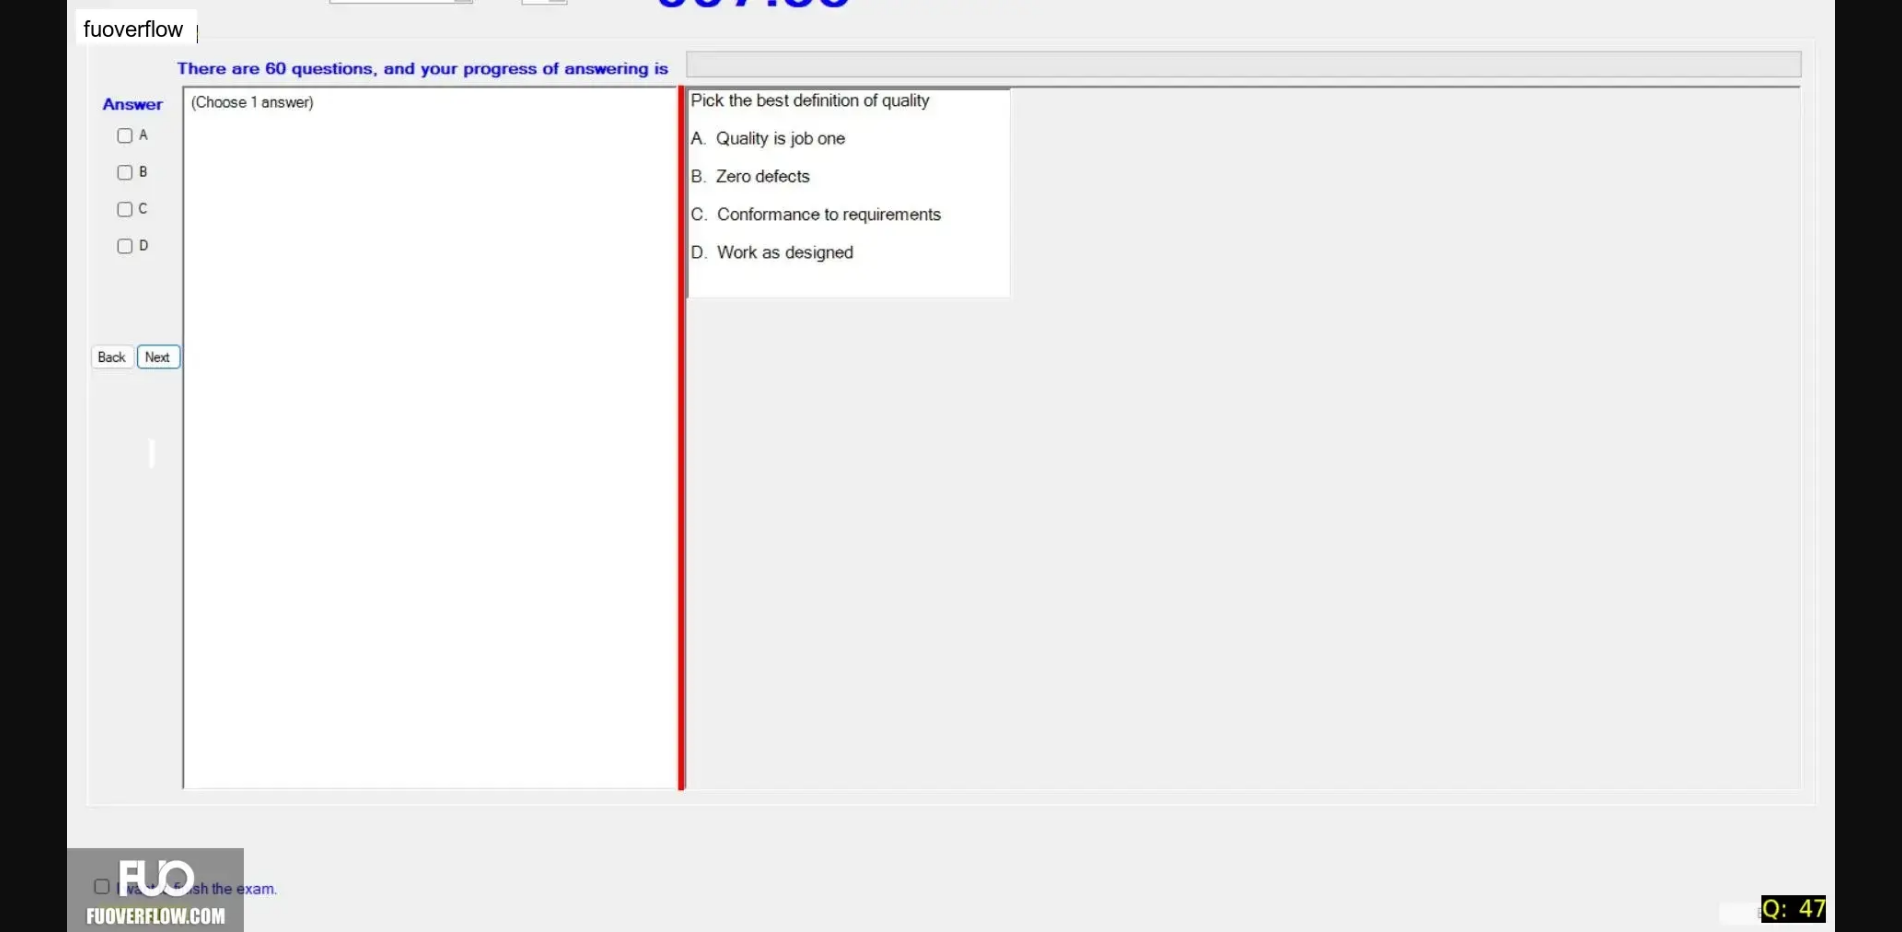 fuoverflow
There are 60 questions, and your progress of answering is
Answer
(Choose 1 answer)
A
B
C
D
Back
Next
Pick the best definition of quality
A. Quality is job one
B. Zero defects
C. Conformance to requirements
D. Work as designed
FUO
the exam.
FUOVERFLOW.COM
Q: 47